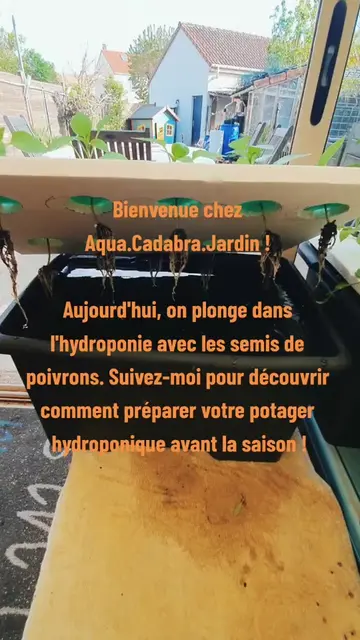 Bienvenue chez
Aqua.Cadabra.Jardin !
Aujourd'hui, on plonge dans
l'hydroponie avec les semis de
poivrons. Suivez-moi pour découvrir
comment préparer votre potager
hydroponique avant la saison !